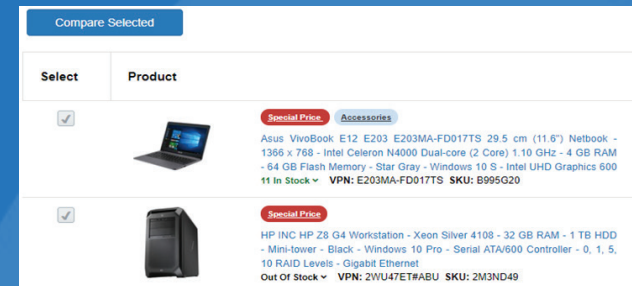 Compare Selected
Select Product
Special Price Accessories
Asus VivoBook E12 E203 E203MA-FD017TS 29.5 cm (11.6") Netbook -
1366 x 768 - Intel Celeron N4000 Dual-core (2 Core) 1.10 GHz - 4 GB RAM
- 64 GB Flash Memory - Star Gray - Windows 10 S - Intel UHD Graphics 600
11 In Stock VPN: E203MA-FD017TS SKU: B995G20
Special Price
HP INC HP Z8 G4 Workstation - Xeon Silver 4108 - 32 GB RAM - 1 TB HDD
- Mini-tower - Black - Windows 10 Pro - Serial ATA/600 Controller - 0, 1, 5,
10 RAID Levels - Gigabit Ethernet
Out Of Stock VPN: 2WU47ET#ABU SKU: 2M3ND49